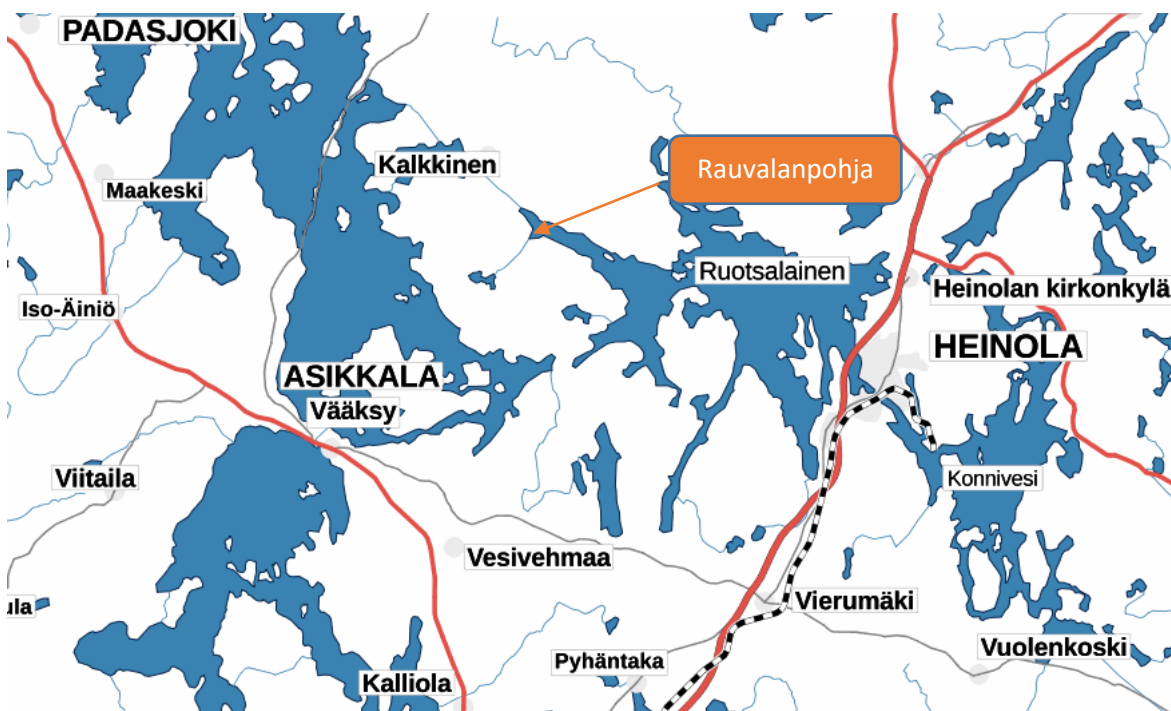 PADASJOKI
Kalkkinen
Rauvalanpohja
Maakeski
Ruotsalainen
Heinolan kirkonkylä
Iso-Äiniö
HEINOLA
ASIKKALA
Vääksy
Viitaila
Konnivesi
Vesivehmaa
ula
Vierumäki
Vuolenkoski
Pyhäntaka
Kalliola